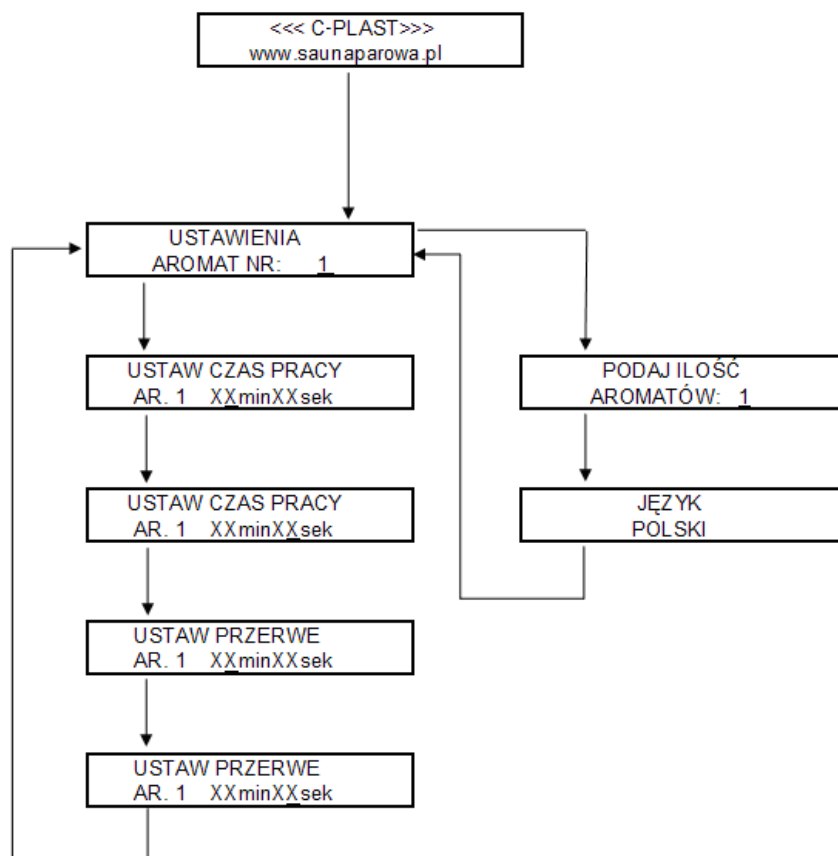 <<< C-PLAST>>>
www.saunaparowa.pl
USTAWIENIA
AROMAT NR: 1
USTAW CZAS PRACY
AR. 1 XXminXXsek
PODAJ ILOŚĆ
AROMATÓW: 1
USTAW CZAS PRACY
AR. 1 XXminXXsek
JĘZYK
POLSKI
USTAW PRZERWE
AR. 1 XXminXXsek
USTAW PRZERWE
AR. 1 XXminXXsek